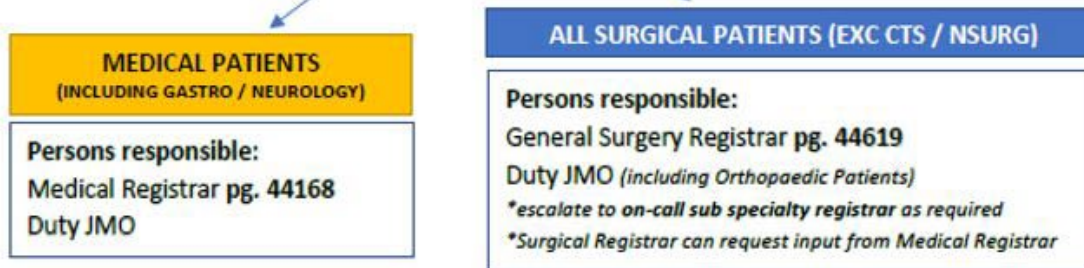 MEDICAL PATIENTS
(INCLUDING GASTRO / NEUROLOGY)
Persons responsible:
Medical Registrar pg. 44168
Duty JMO
ALL SURGICAL PATIENTS (EXC CTS / NSURG)
Persons responsible:
General Surgery Registrar pg. 44619
Duty JMO (including Orthopaedic Patients)
*escalate to on-call sub specialty registrar as required
*Surgical Registrar can request input from Medical Registrar